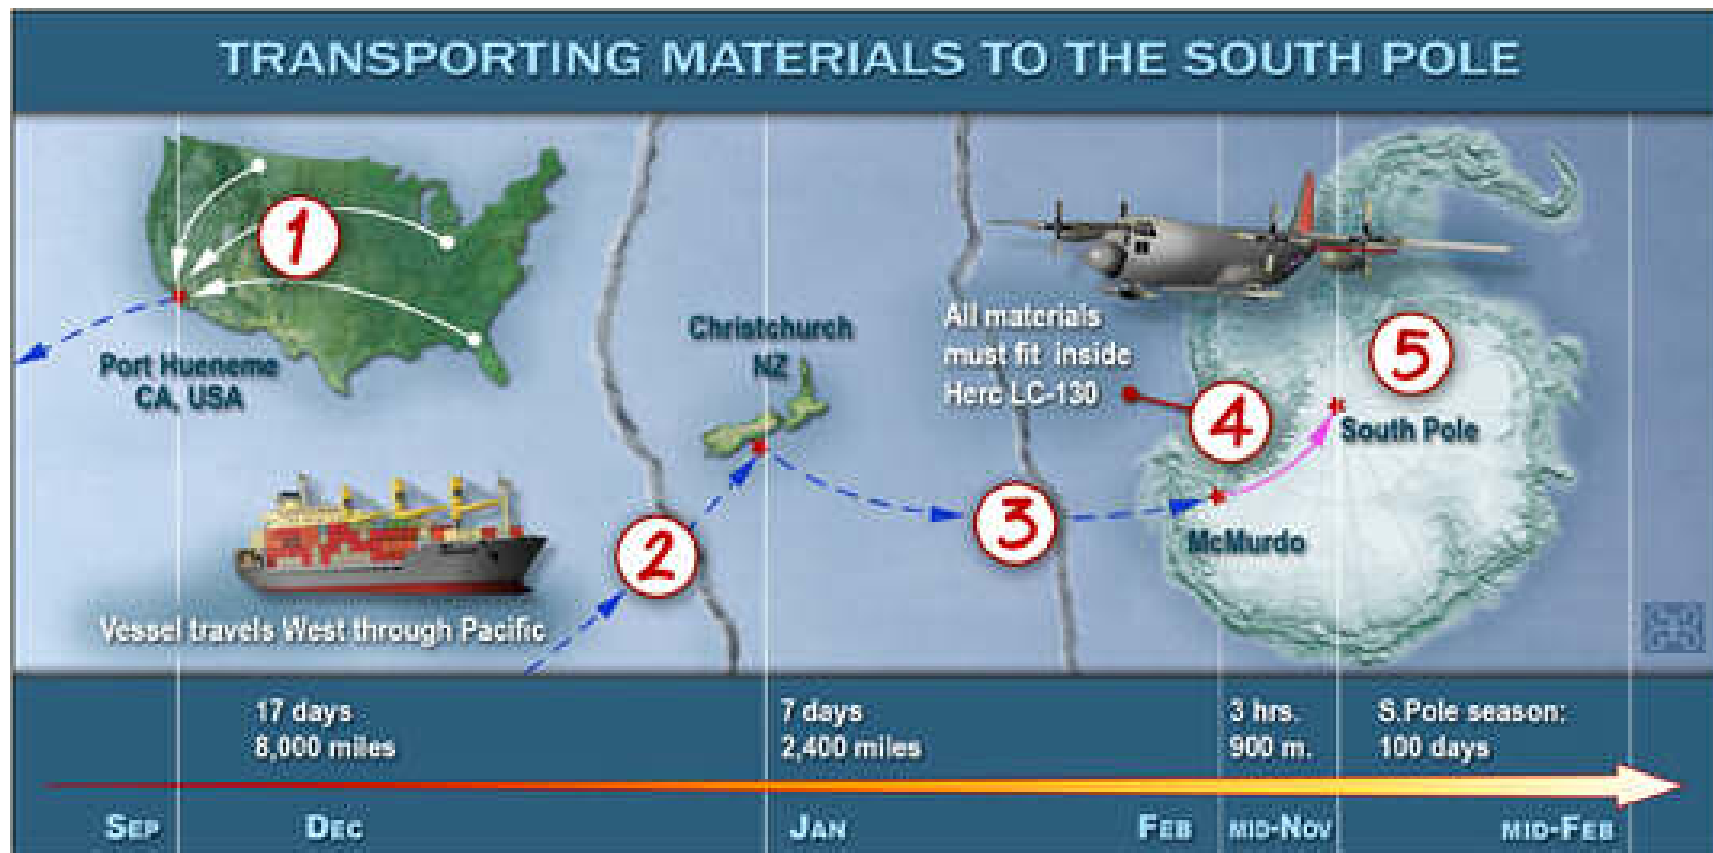 TRANSPORTING MATERIALS TO THE SOUTH POLE
1
Port Hueneme
CA, USA
Vessel travels West through Pacific
2
Christchurch
NZ
3
All materials
must fit inside
Herc LC-130
4
5
South Pole
McMurdo
17 days
8,000 miles
7 days
2,400 miles
3 hrs.
900 m.
S.Pole season:
100 days
SEP
DEC
JAN
FEB
MID-NOV
MID-FEB